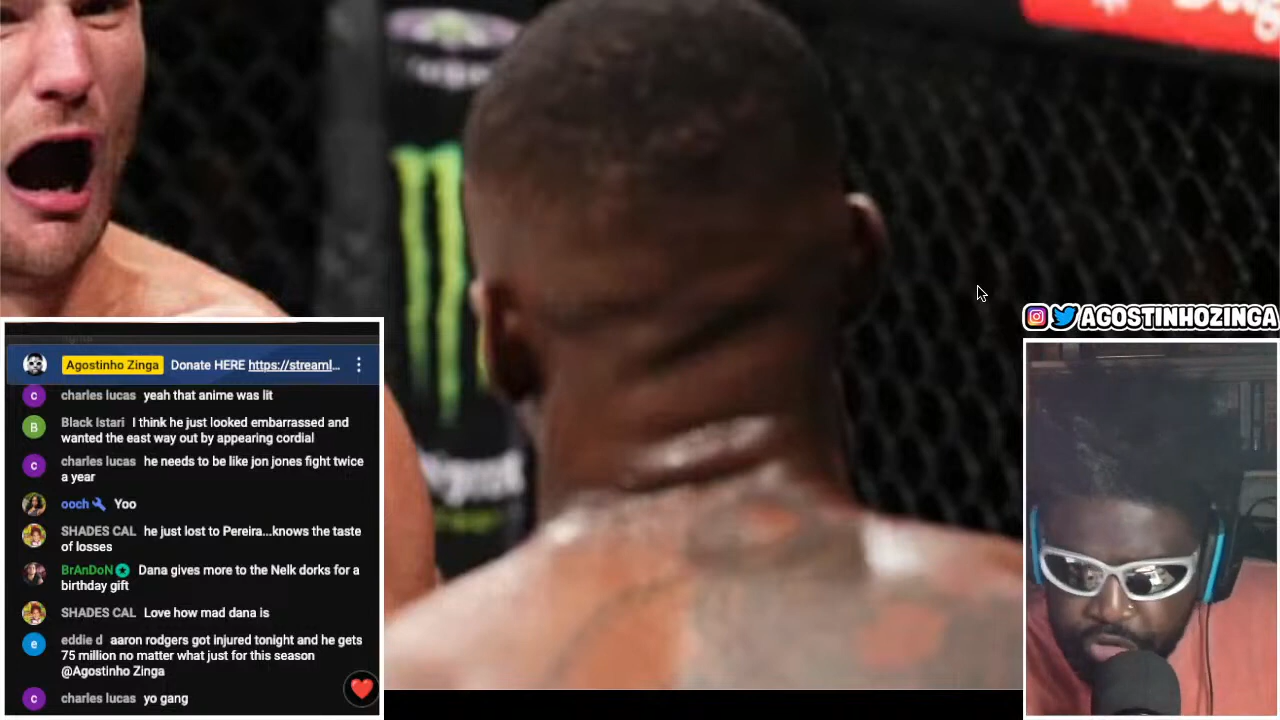 AGOSTINHOZINGA
Agostinho Zinga Donate HERE https://streaml...
charles lucas yeah that anime was lit
Black Istari I think he just looked embarrassed and
wanted the east way out by appearing cordial
charles lucas he needs to be like jon jones fight twice
a year
ooch Yoo
SHADES CAL he just lost to Pereira...knows the taste
of losses
BrAnDoN Dana gives more to the Nelk dorks for a
birthday gift
SHADES CAL Love how mad dana is
eddie d aaron rodgers got injured tonight and he gets
75 million no matter what just for this season
@Agostinho Zinga
charles lucas yo gang